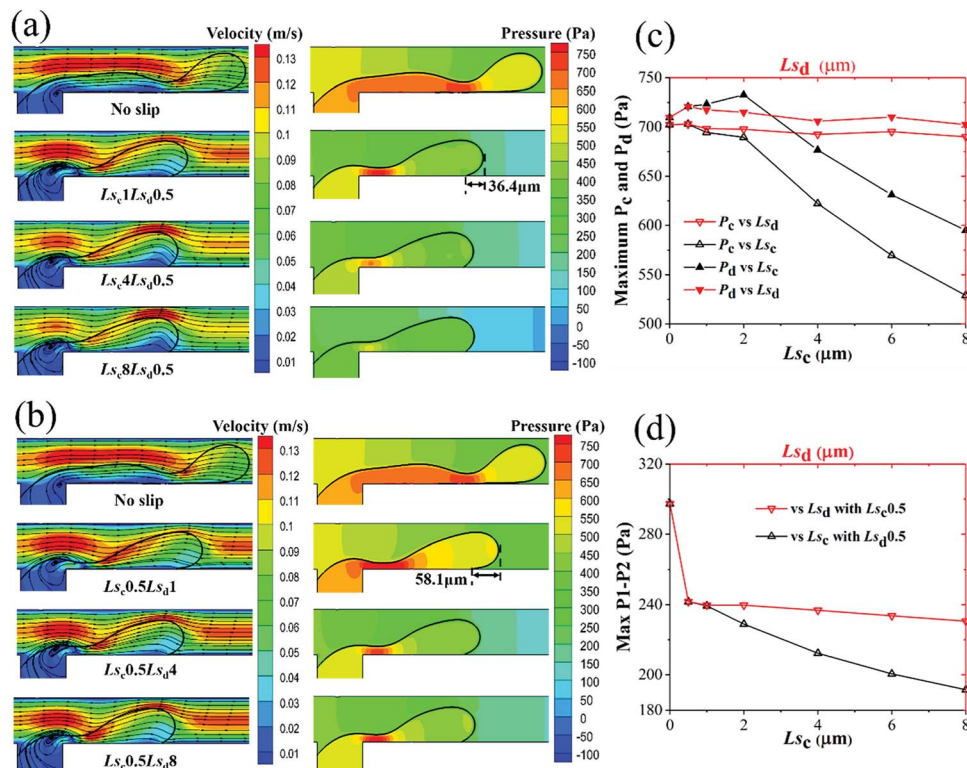 (a)
Velocity (m/s)
0.13
0.12
0.11
0.1
0.09
0.08
0.07
0.06
0.05
0.04
0.03
0.02
0.01
No slip
Lsc1Lsd0.5
Lsc4Lsd0.5
Lsc8Lsd0.5
Pressure (Pa)
750
700
650
600
550
500
450
400
350
300
250
200
150
100
50
0
-50
-100
36.4μm
(b)
Velocity (m/s)
0.13
0.12
0.11
0.1
0.09
0.08
0.07
0.06
0.05
0.04
0.03
0.02
0.01
No slip
Lsc0.5Lsd1
Lsc0.5Lsd4
Lsc0.5Lsd8
Pressure (Pa)
750
700
650
600
550
500
450
400
350
300
250
200
150
100
50
0
-50
-100
58.1μm
(c)
Lsd (μm)
Maximum Pc and Pd (Pa)
750
700
650
600
550
500
Pc vs Lsd
Pc vs Lsc
Pd vs Lsc
Pd vs Lsd
0 2 4 6 8
Lsc (μm)
(d)
Lsd (μm)
Max P1-P2 (Pa)
320
280
240
200
180
vs Lsd with Lsc0.5
vs Lsc with Lsd0.5
0 2 4 6 8
Lsc (μm)